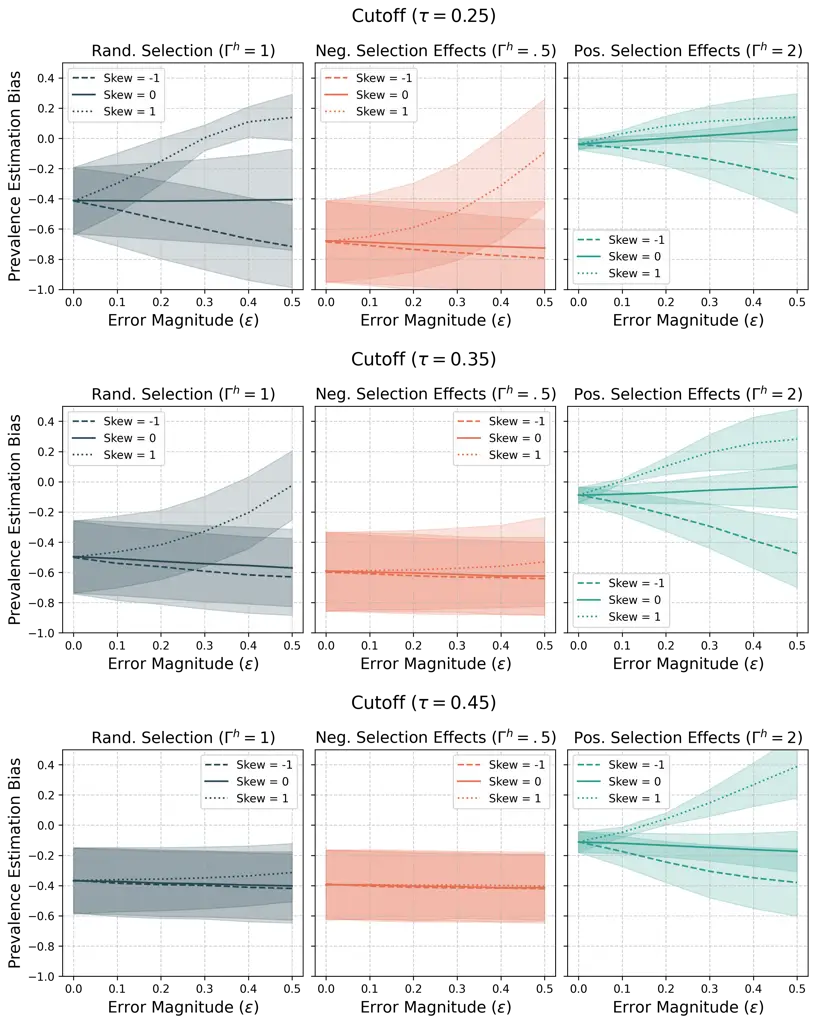 Cutoff (τ = 0.25)
Rand. Selection (Γʰ = 1)
Neg. Selection Effects (Γʰ = .5)
Pos. Selection Effects (Γʰ = 2)
Prevalence Estimation Bias
0.4
0.2
0.0
−0.2
−0.4
−0.6
−0.8
−1.0
Skew = -1
Skew = 0
Skew = 1
Skew = -1
Skew = 0
Skew = 1
Skew = -1
Skew = 0
Skew = 1
0.0 0.1 0.2 0.3 0.4 0.5
0.0 0.1 0.2 0.3 0.4 0.5
0.0 0.1 0.2 0.3 0.4 0.5
Error Magnitude (ε)
Error Magnitude (ε)
Error Magnitude (ε)
Cutoff (τ = 0.35)
Rand. Selection (Γʰ = 1)
Neg. Selection Effects (Γʰ = .5)
Pos. Selection Effects (Γʰ = 2)
Prevalence Estimation Bias
0.4
0.2
0.0
−0.2
−0.4
−0.6
−0.8
−1.0
Skew = -1
Skew = 0
Skew = 1
Skew = -1
Skew = 0
Skew = 1
Skew = -1
Skew = 0
Skew = 1
0.0 0.1 0.2 0.3 0.4 0.5
0.0 0.1 0.2 0.3 0.4 0.5
0.0 0.1 0.2 0.3 0.4 0.5
Error Magnitude (ε)
Error Magnitude (ε)
Error Magnitude (ε)
Cutoff (τ = 0.45)
Rand. Selection (Γʰ = 1)
Neg. Selection Effects (Γʰ = .5)
Pos. Selection Effects (Γʰ = 2)
Prevalence Estimation Bias
0.4
0.2
0.0
−0.2
−0.4
−0.6
−0.8
−1.0
Skew = -1
Skew = 0
Skew = 1
Skew = -1
Skew = 0
Skew = 1
Skew = -1
Skew = 0
Skew = 1
0.0 0.1 0.2 0.3 0.4 0.5
0.0 0.1 0.2 0.3 0.4 0.5
0.0 0.1 0.2 0.3 0.4 0.5
Error Magnitude (ε)
Error Magnitude (ε)
Error Magnitude (ε)